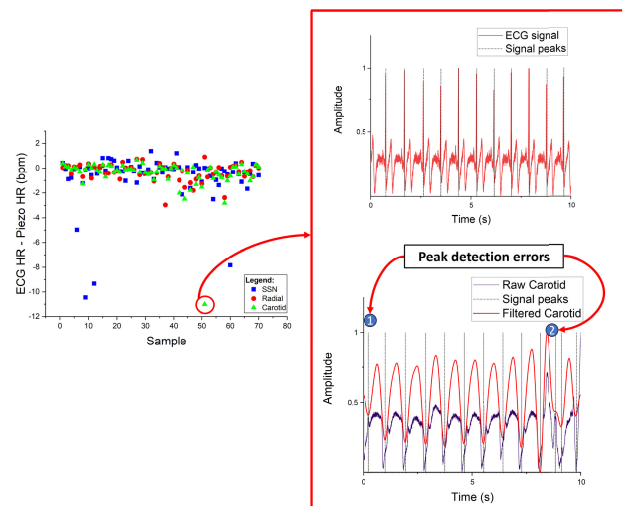 ECG HR - Piezo HR (bpm)
2
0
-2
-4
-6
-8
-10
-11
-12
0
10
20
30
40
50
60
70
80
Sample
Legend:
SSN
Radial
Carotid
ECG signal
Signal peaks
Amplitude
1
0.5
0
5
10
Time (s)
Peak detection errors
Raw Carotid
Signal peaks
Filtered Carotid
1
2
Amplitude
1
0.5
0
5
10
Time (s)